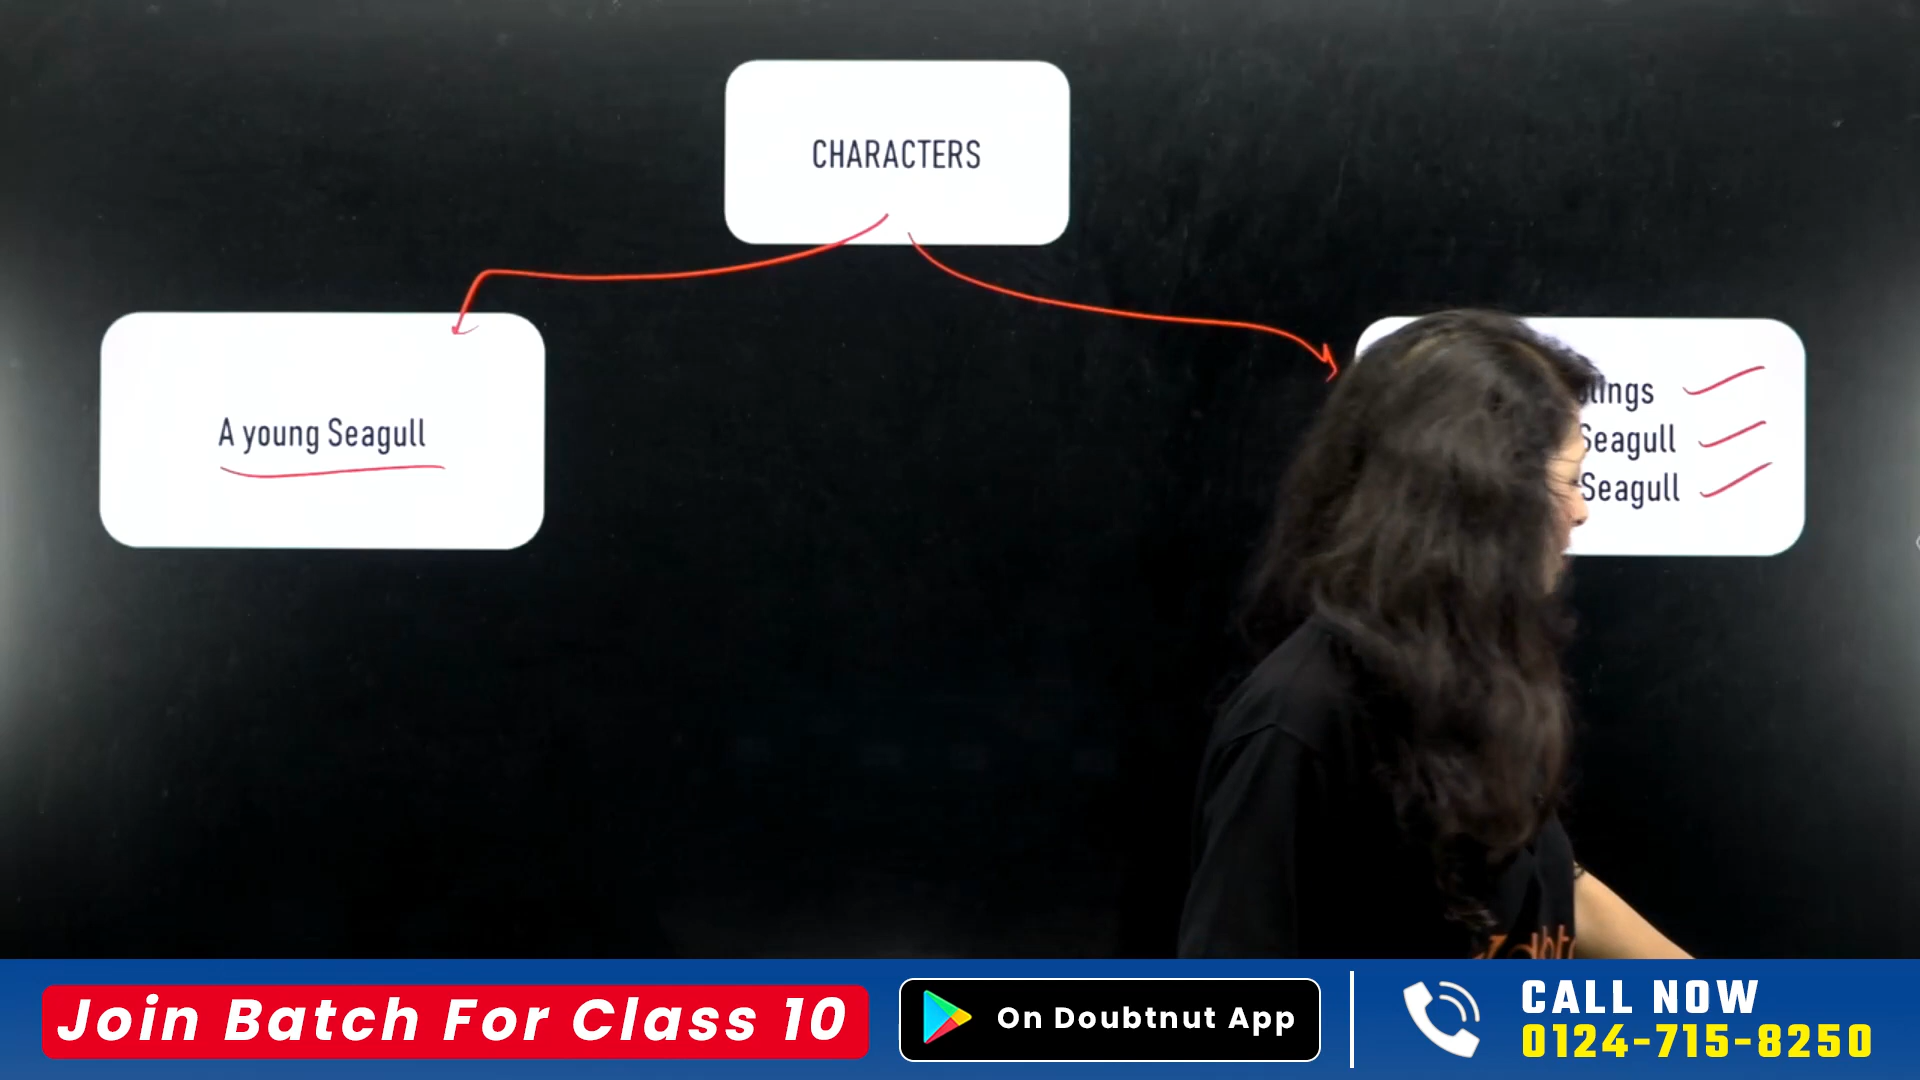 CHARACTERS
A young Seagull
Seagull
Seagull
Join Batch For Class 10
On Doubtnut App
CALL NOW
0124-715-8250